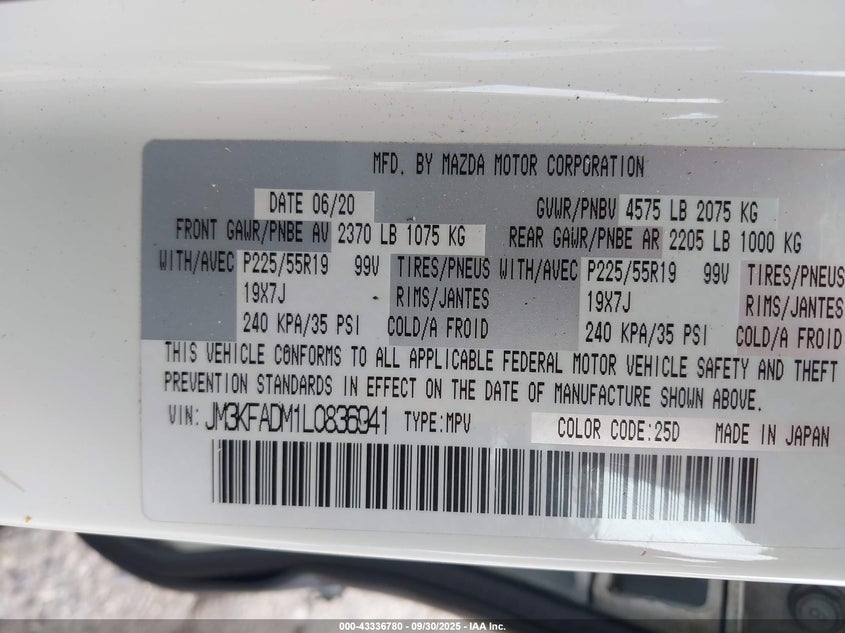 MFD. BY MAZDA MOTOR CORPORATION
DATE 06/20 GVWR/PNBV 4575 LB 2075 KG
FRONT GAWR/PNBE AV 2370 LB 1075 KG REAR GAWR/PNBE AR 2205 LB 1000 KG
WITH/AVEC P225/55R19 99V TIRES/PNEUS WITH/AVEC P225/55R19 99V TIRES/PNEUS
19X7J RIMS/JANTES 19X7J RIMS/JANTES
240 KPA/35 PSI COLD/A FROID 240 KPA/35 PSI COLD/A FROID
THIS VEHICLE CONFORMS TO ALL APPLICABLE FEDERAL MOTOR VEHICLE SAFETY AND THEFT
PREVENTION STANDARDS IN EFFECT ON THE DATE OF MANUFACTURE SHOWN ABOVE.
VIN: JM3KFADM1L0836941 TYPE:MPV COLOR CODE:25D MADE IN JAPAN
000-43336780 - 09/30/2025 - IAA Inc.